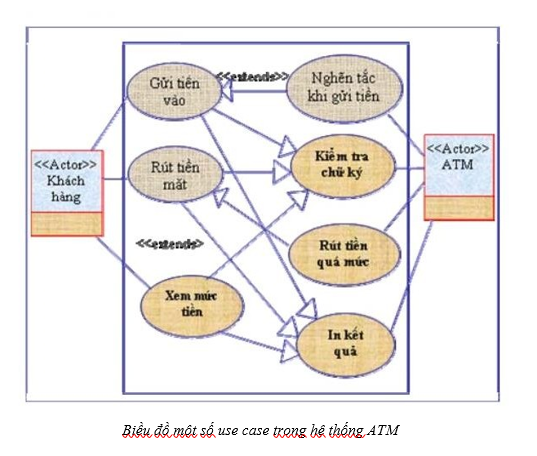 Gửi tiền
vào
<<extends>>
Nghẽn tắc
khi gửi tiền
<<Actor>>
Khách
hàng
Rút tiền
mặt
Kiểm tra
chữ ký
<<Actor>>
ATM
<<extends>
Rút tiền
quá mức
Xem mức
tiền
In kết
quả
Biểu đồ một số use case trong hệ thống ATM